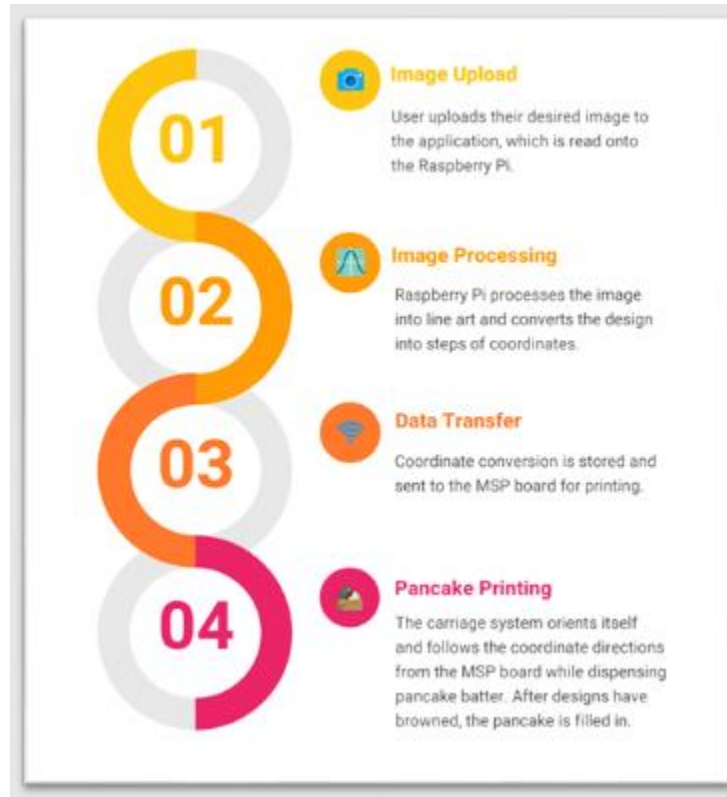 01
Image Upload
User uploads their desired image to
the application, which is read onto
the Raspberry Pi.
02
Image Processing
Raspberry Pi processes the image
into line art and converts the design
into steps of coordinates.
03
Data Transfer
Coordinate conversion is stored and
sent to the MSP board for printing.
04
Pancake Printing
The carriage system orients itself
and follows the coordinate directions
from the MSP board while dispensing
pancake batter. After designs have
browned, the pancake is filled in.